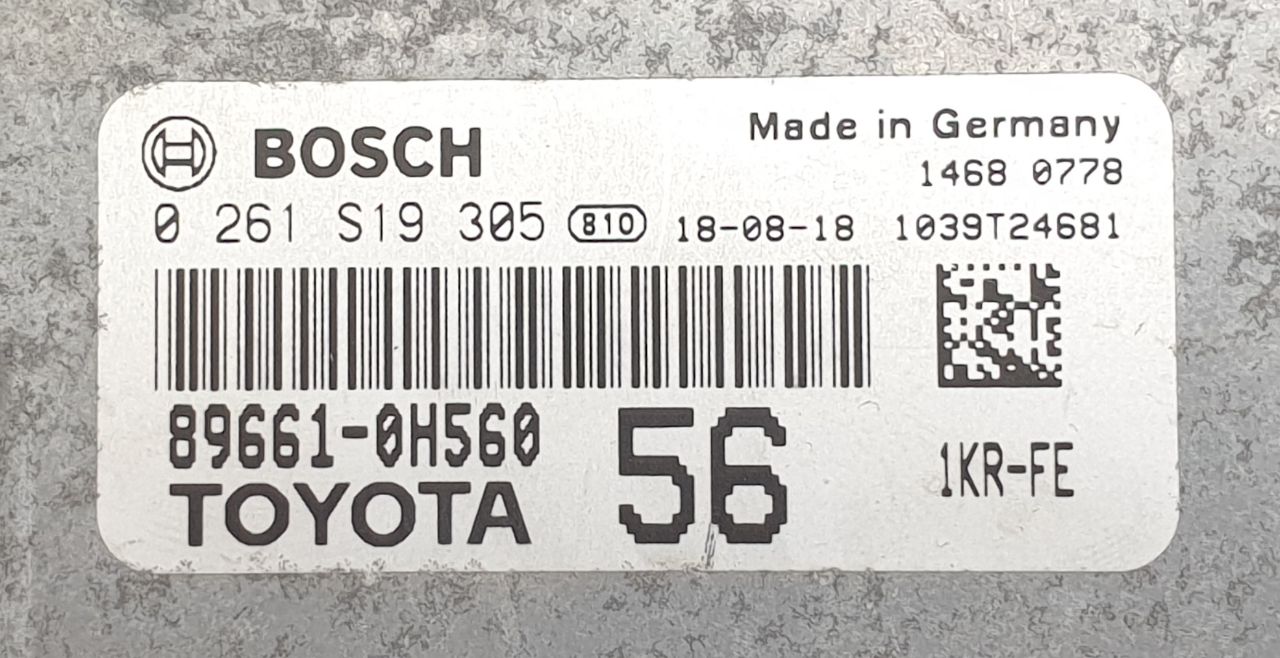 BOSCH
Made in Germany
1468 0778
0 261 S19 305 810 18-08-18 1039T24681
89661-0H560
TOYOTA
56
1KR-FE